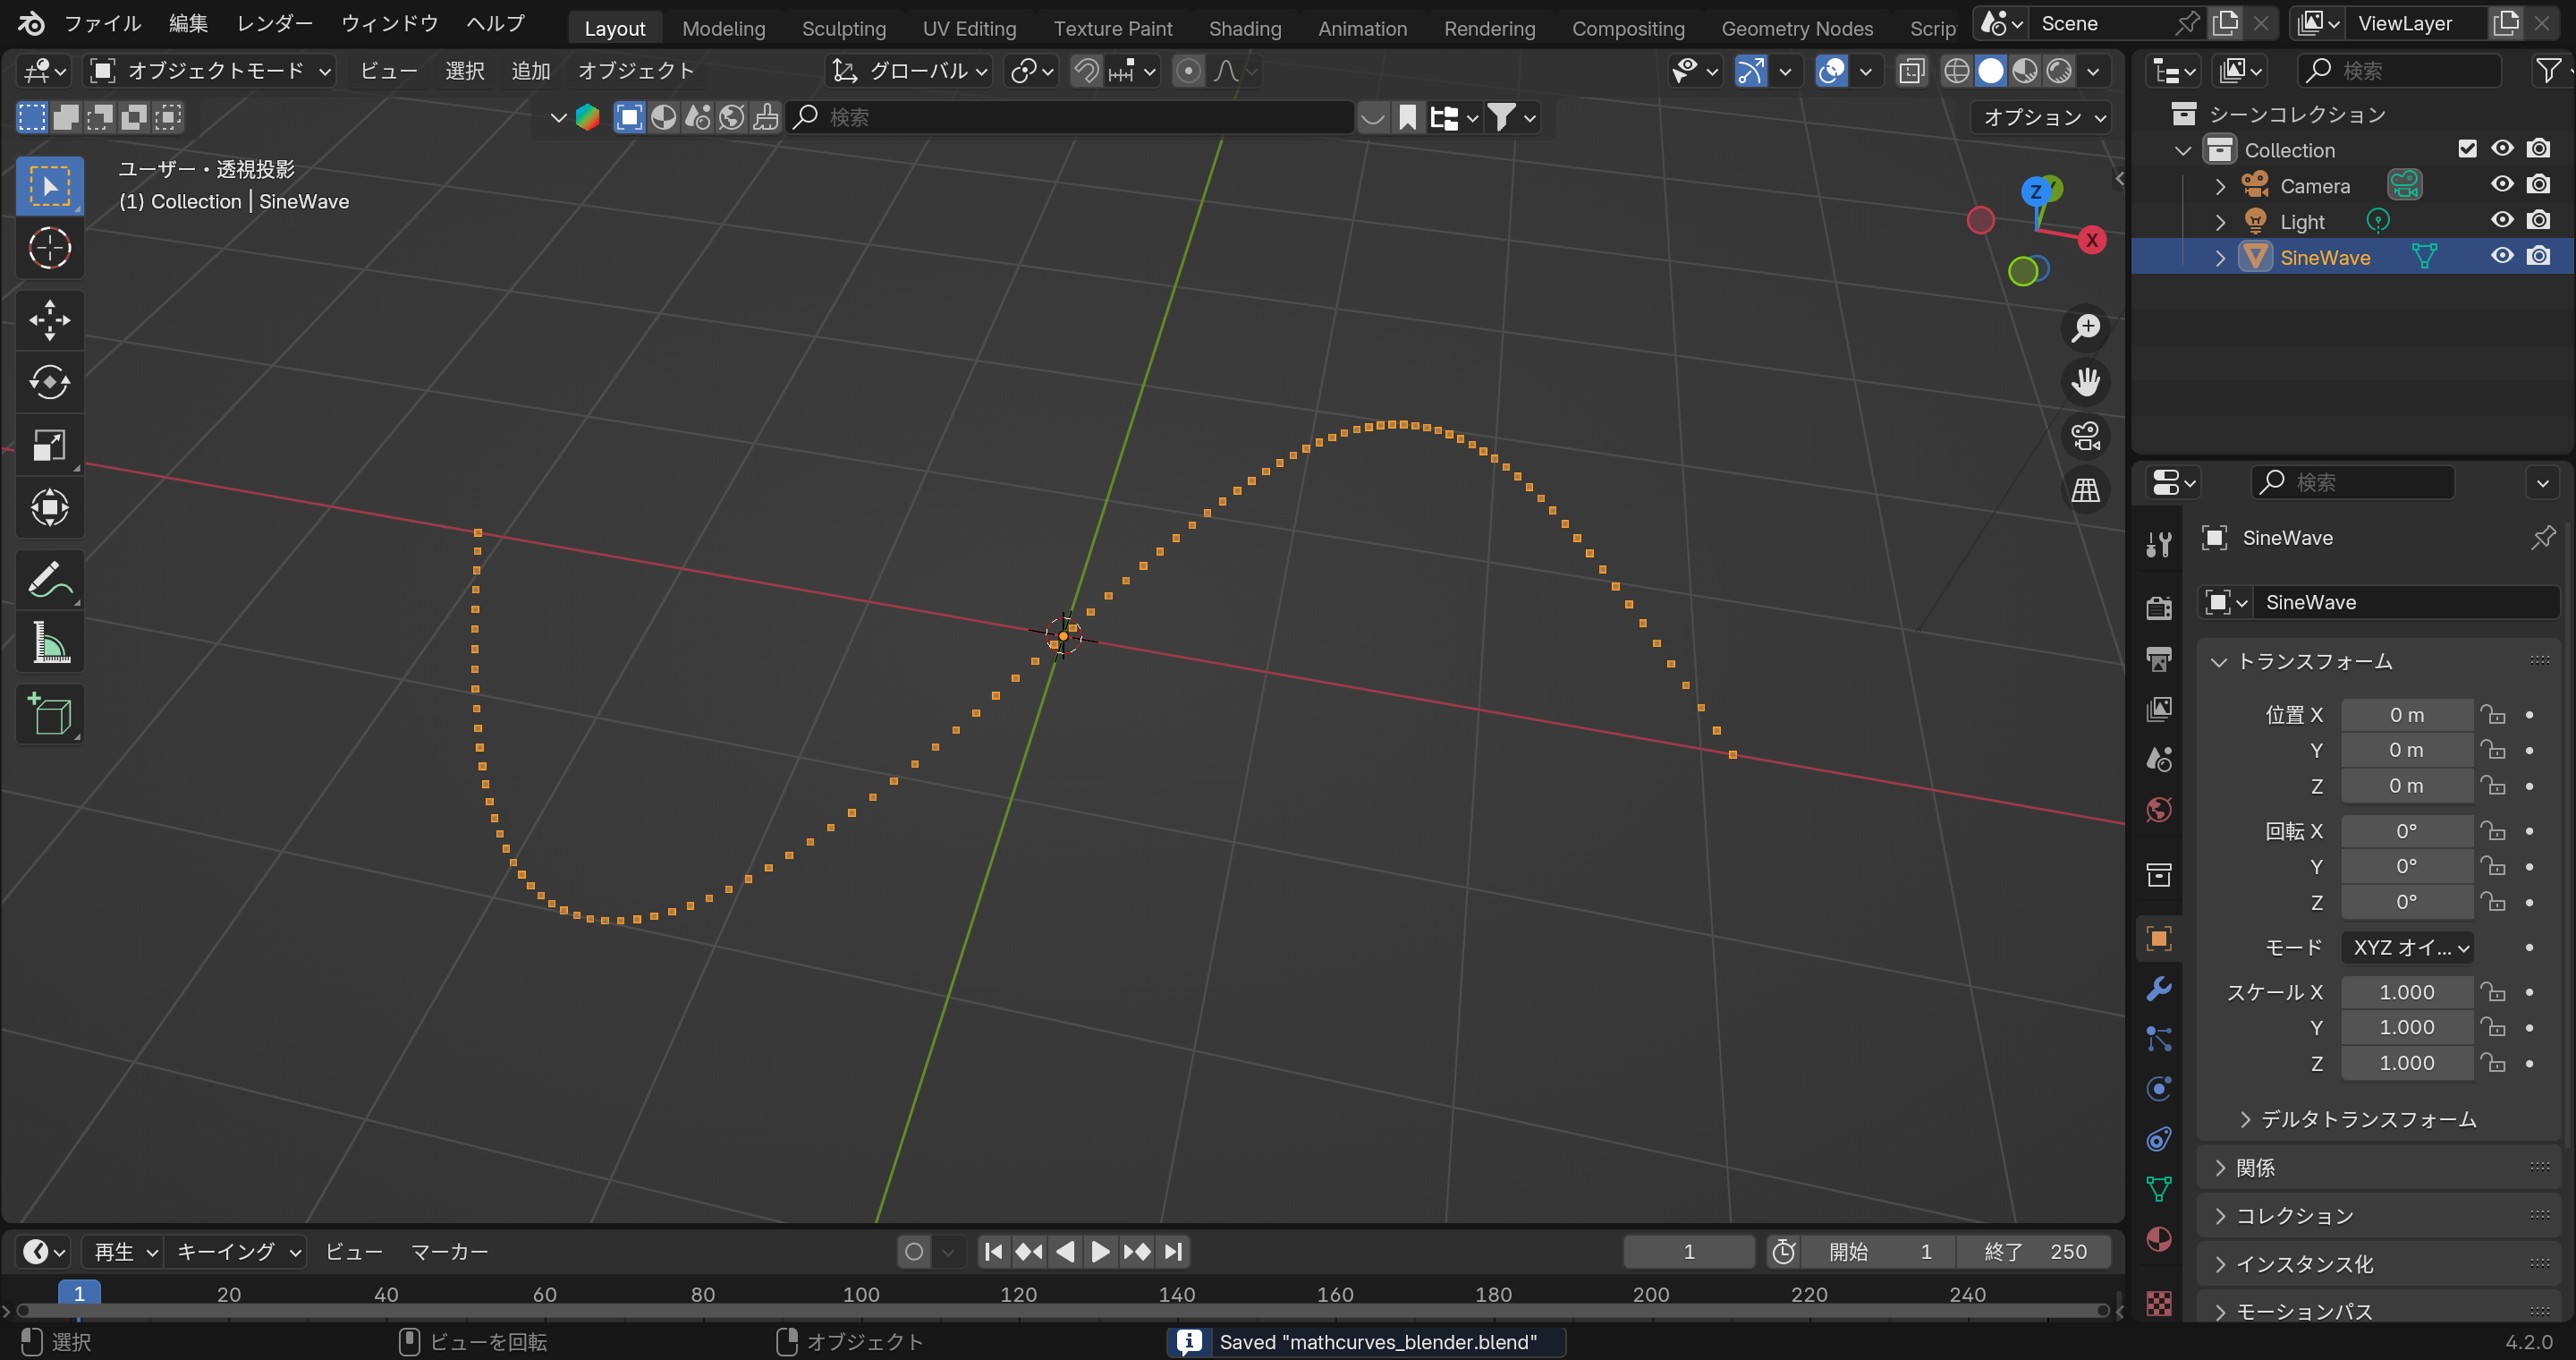 ファイル 編集 レンダー ウィンドウ ヘルプ Layout Modeling Sculpting UV Editing Texture Paint Shading Animation Rendering Compositing Geometry Nodes Scrip Scene ViewLayer
オブジェクトモード ビュー 選択 追加 オブジェクト グローバル 検索
検索 オプション
ユーザー・透視投影
(1) Collection | SineWave
Z
X
シーンコレクション
Collection
Camera
Light
SineWave
検索
SineWave
SineWave
トランスフォーム
位置 X 0 m
Y 0 m
Z 0 m
回転 X 0°
Y 0°
Z 0°
モード XYZ オイ...
スケール X 1.000
Y 1.000
Z 1.000
デルタトランスフォーム
関係
コレクション
インスタンス化
モーションパス
再生 キーイング ビュー マーカー 1 開始 1 終了 250
1 20 40 60 80 100 120 140 160 180 200 220 240
選択 ビューを回転 オブジェクト Saved "mathcurves_blender.blend" 4.2.0